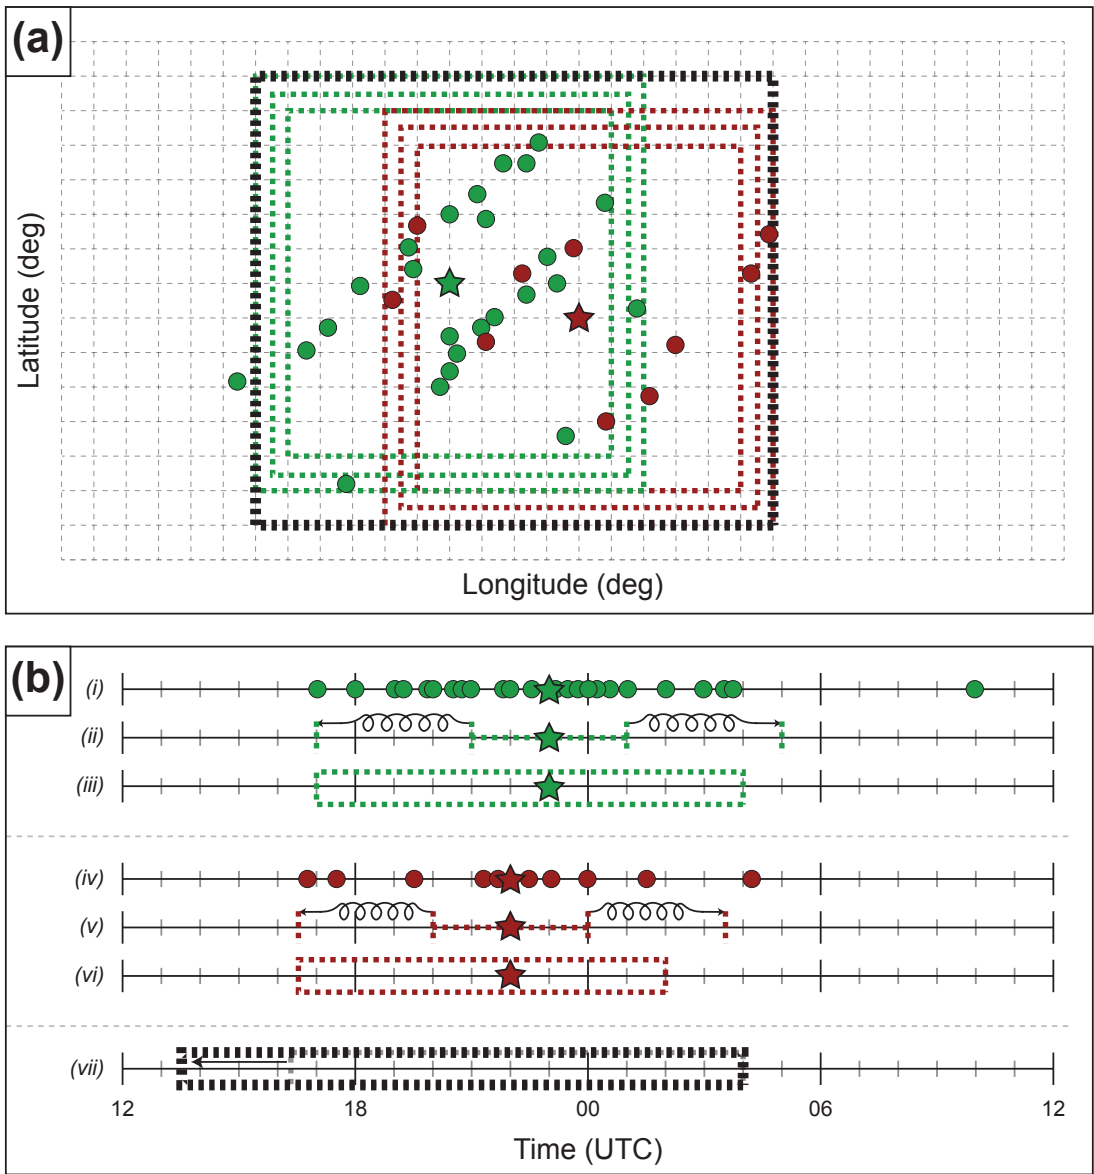 (a)
Latitude (deg)
Longitude (deg)
(b)
(i)
(ii)
(iii)
(iv)
(v)
(vi)
(vii)
12 18 00 06 12
Time (UTC)